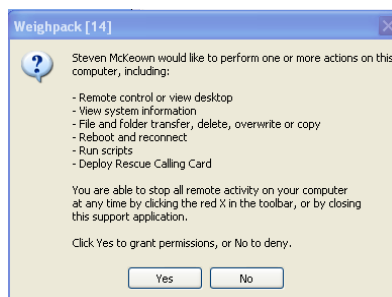 Weighpack [14]
Steven McKeown would like to perform one or more actions on this
computer, including:
- Remote control or view desktop
- View system information
- File and folder transfer, delete, overwrite or copy
- Reboot and reconnect
- Run scripts
- Deploy Rescue Calling Card
You are able to stop all remote activity on your computer
at any time by clicking the red X in the toolbar, or by closing
this support application.
Click Yes to grant permissions, or No to deny.
Yes No